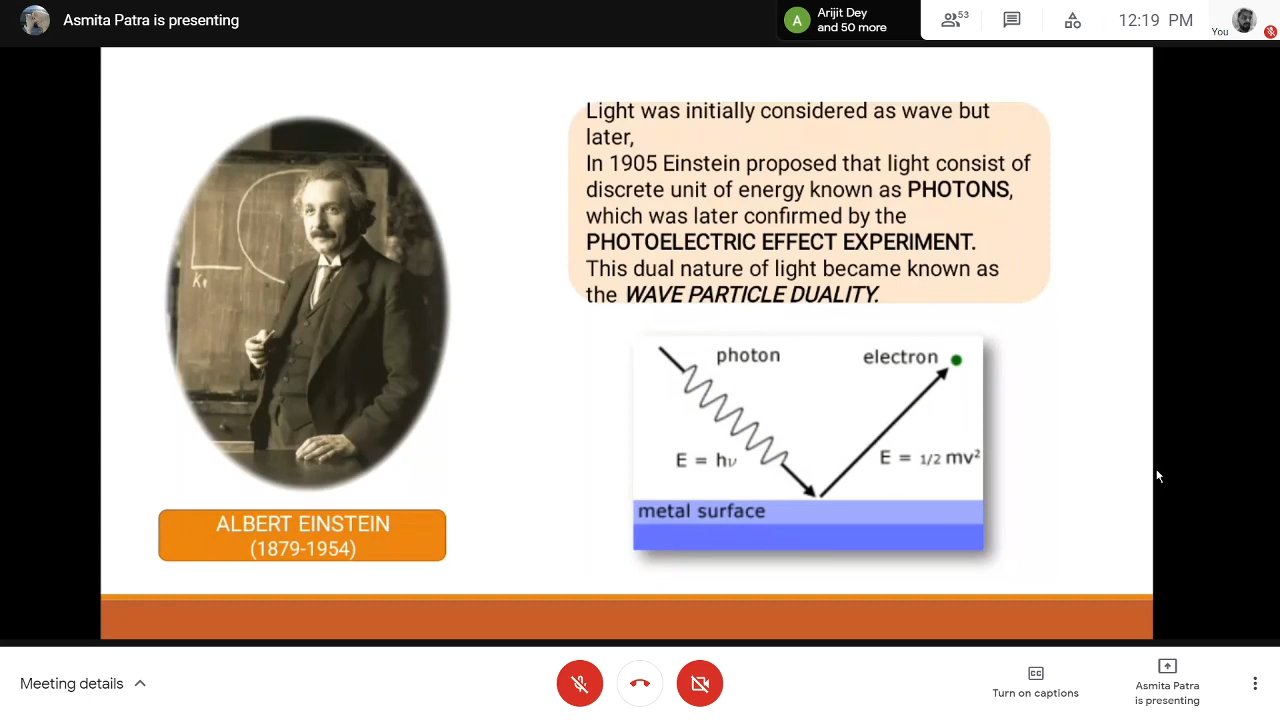 Asmita Patra is presenting
A
Arijit Dey
and 50 more
53
12:19 PM
You
Light was initially considered as wave but
later,
In 1905 Einstein proposed that light consist of
discrete unit of energy known as PHOTONS,
which was later confirmed by the
PHOTOELECTRIC EFFECT EXPERIMENT.
This dual nature of light became known as
the WAVE PARTICLE DUALITY.
photon
electron
E = hν
E = 1/2 mv²
metal surface
ALBERT EINSTEIN
(1879-1954)
Meeting details
CC
Turn on captions
Asmita Patra
is presenting